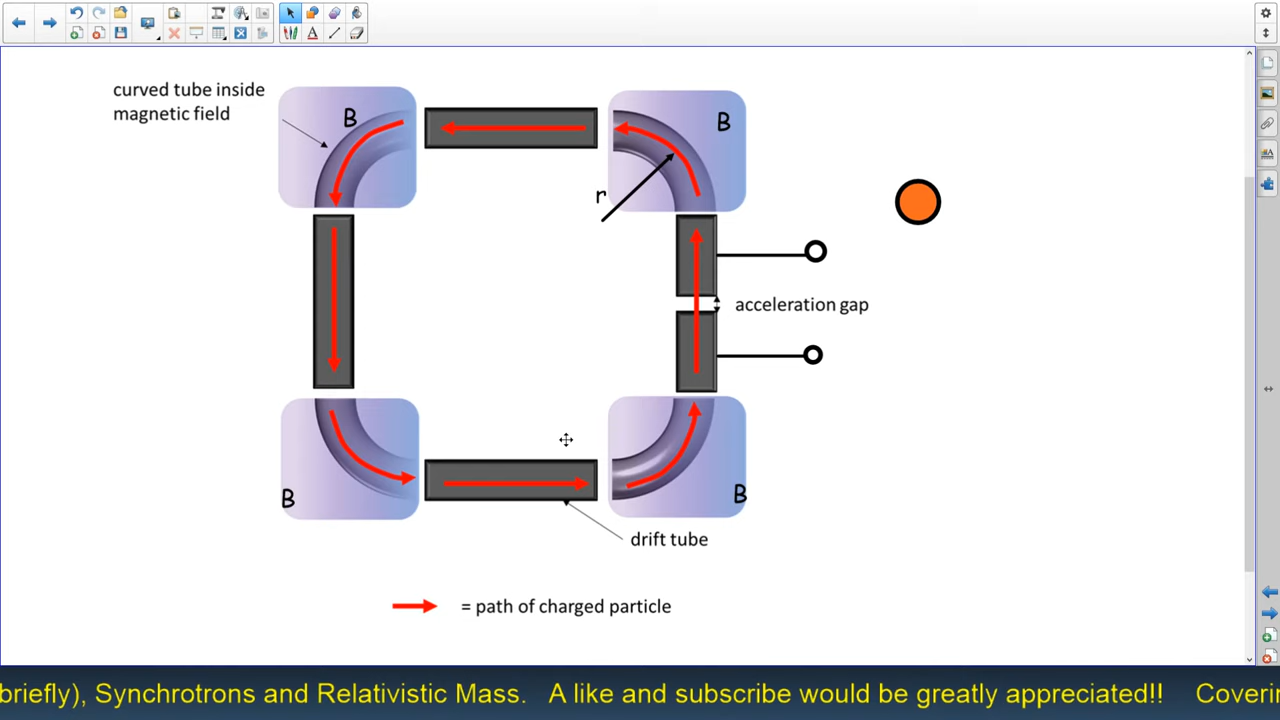 curved tube inside
magnetic field
B
B
r
acceleration gap
B
B
drift tube
= path of charged particle
briefly), Synchrotrons and Relativistic Mass. A like and subscribe would be greatly appreciated!! Coverin